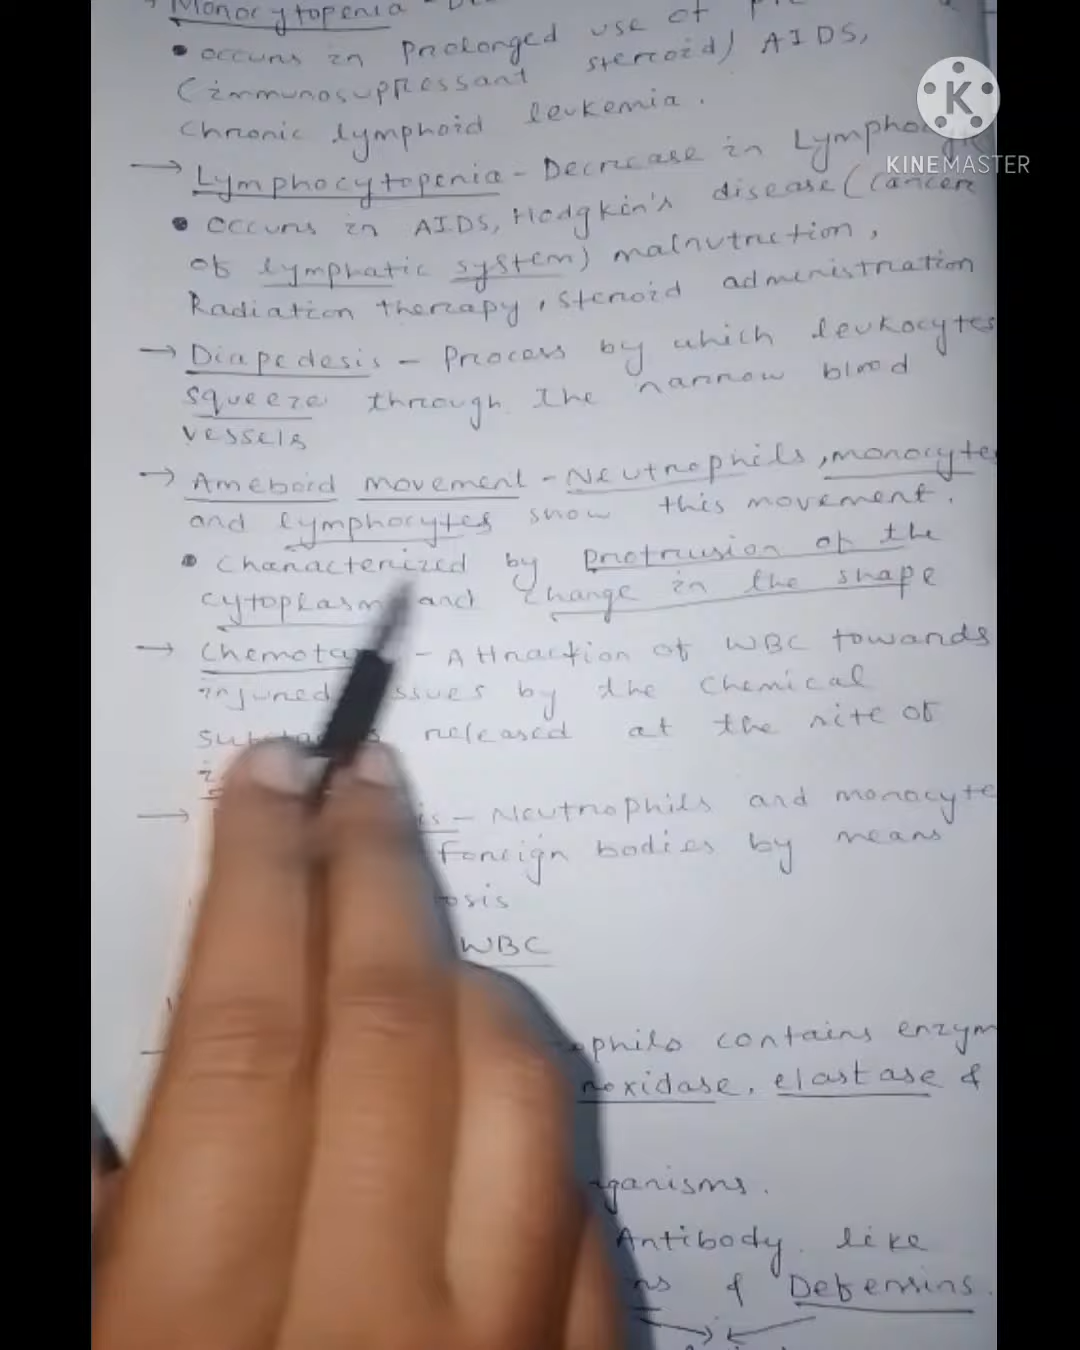 Monocytopenia -
• occurs in prolonged use of
(immunosuppressant steroid) AIDS,
chronic lymphoid leukemia.
KINEMASTER
→ Lymphocytopenia - Decrease in
• occurs in AIDS, Hodgkin's disease (cancer
of lymphatic system) malnutrition,
Radiation therapy, steroid administration
→ Diapedesis - Process by which leukocytes
squeeze through the narrow blood
vessels
→ Ameboid movement - Neutrophils, monocyte
and lymphocytes show this movement.
• characterized by protrusion of the
cytoplasm and change in the shape
→ - Attraction of WBC towards
injured by the chemical
released at the site of
→ - Neutrophils and monocyte
foreign bodies by means
WBC
contains enzym
elastase &
Antibody like
& Defensins.